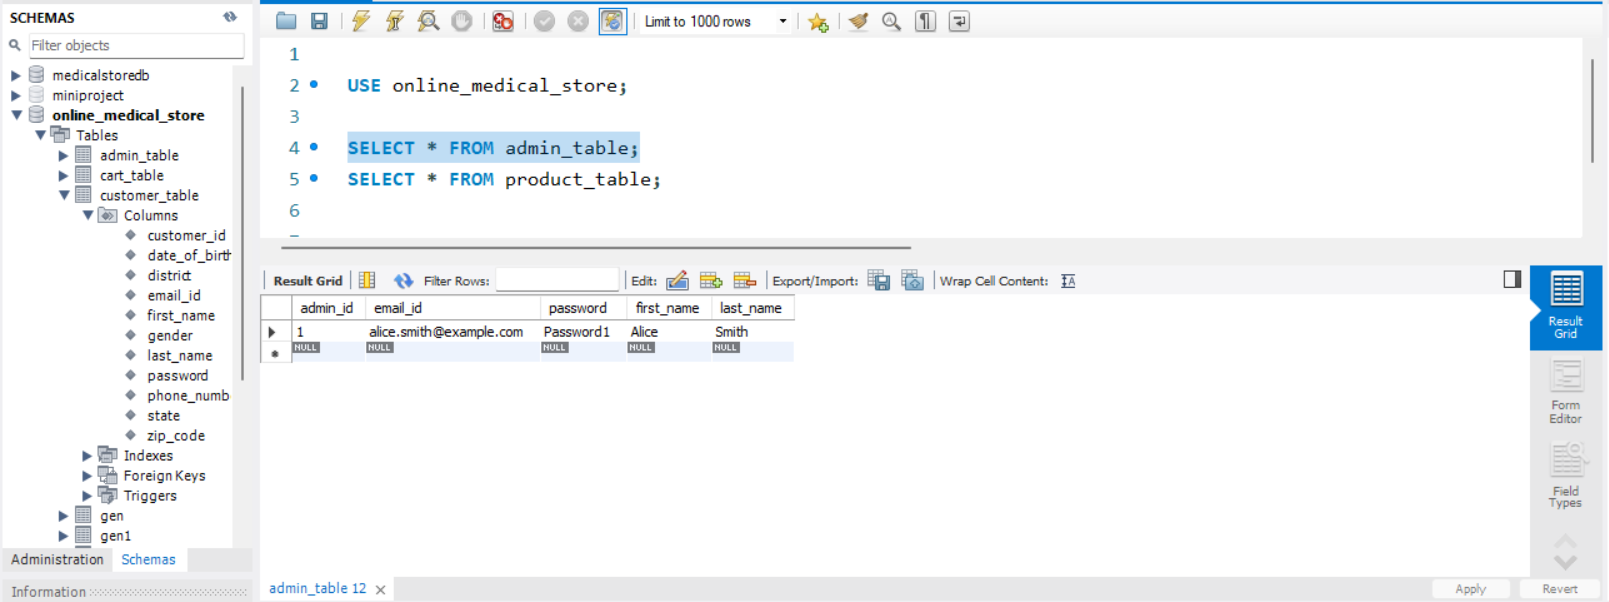 SCHEMAS
Filter objects
medicalstoredb
miniproject
online_medical_store
Tables
admin_table
cart_table
customer_table
Columns
customer_id
date_of_birth
district
email_id
first_name
gender
last_name
password
phone_numb
state
zip_code
Indexes
Foreign Keys
Triggers
gen
gen1
Administration Schemas
Information
Limit to 1000 rows
1
2 USE online_medical_store;
3
4 SELECT * FROM admin_table;
5 SELECT * FROM product_table;
6
Result Grid Filter Rows: Edit: Export/Import: Wrap Cell Content: IA
admin_id email_id password first_name last_name
1 alice.smith@example.com Password1 Alice Smith
NULL NULL NULL NULL NULL
Result
Grid
Form
Editor
Field
Types
admin_table 12
Apply Revert